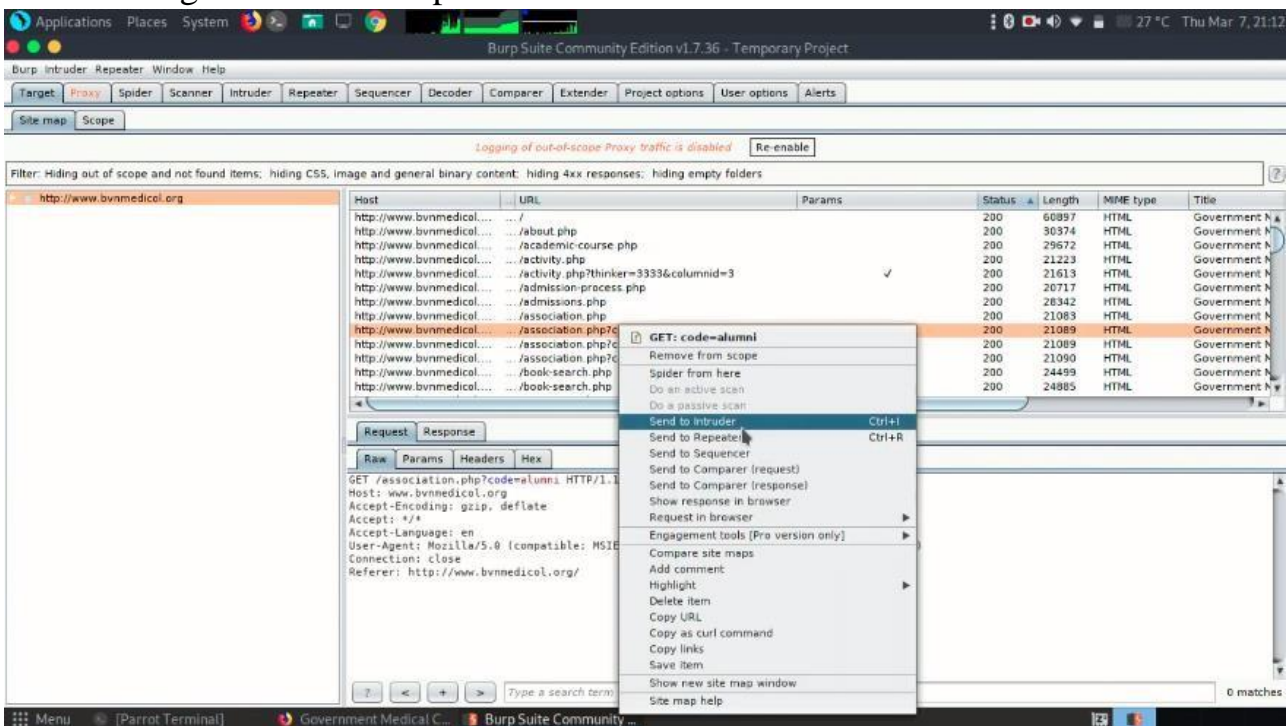 Applications Places System 27 °C Thu Mar 7, 21:12
Burp Suite Community Edition v1.7.36 - Temporary Project
Burp Intruder Repeater Window Help
Target Proxy Spider Scanner Intruder Repeater Sequencer Decoder Comparer Extender Project options User options Alerts
Site map Scope
Logging of out-of-scope Proxy traffic is disabled Re-enable
Filter: Hiding out of scope and not found items; hiding CSS, image and general binary content; hiding 4xx responses; hiding empty folders ?
http://www.bvnmedicol.org
Host ... URL Params Status Length MIME type Title
http://www.bvnmedicol.... ... / 200 60897 HTML Government
http://www.bvnmedicol.... ... /about.php 200 30374 HTML Government
http://www.bvnmedicol.... ... /academic-course.php 200 29672 HTML Government
http://www.bvnmedicol.... ... /activity.php 200 21223 HTML Government
http://www.bvnmedicol.... ... /activity.php?thinker=3333&columnid=3 ✓ 200 21613 HTML Government
http://www.bvnmedicol.... ... /admission-process.php 200 20717 HTML Government
http://www.bvnmedicol.... ... /admissions.php 200 28342 HTML Government
http://www.bvnmedicol.... ... /association.php 200 21083 HTML Government
http://www.bvnmedicol.... ... /association.php?c 200 21089 HTML Government
http://www.bvnmedicol.... ... /association.php?c 200 21089 HTML Government
http://www.bvnmedicol.... ... /association.php?c 200 21090 HTML Government
http://www.bvnmedicol.... ... /book-search.php 200 24499 HTML Government
http://www.bvnmedicol.... ... /book-search.php 200 24885 HTML Government
GET: code=alumni
Remove from scope
Spider from here
Do an active scan
Do a passive scan
Send to Intruder Ctrl+I
Send to Repeater Ctrl+R
Send to Sequencer
Send to Comparer (request)
Send to Comparer (response)
Show response in browser
Request in browser
Engagement tools [Pro version only]
Compare site maps
Add comment
Highlight
Delete item
Copy URL
Copy as curl command
Copy links
Save item
Show new site map window
Site map help
Request Response
Raw Params Headers Hex
GET /association.php?code=alumni HTTP/1.1
Host: www.bvnmedicol.org
Accept-Encoding: gzip, deflate
Accept: */*
Accept-Language: en
User-Agent: Mozilla/5.0 (compatible; MSIE )
Connection: close
Referer: http://www.bvnmedicol.org/
? < + > Type a search term 0 matches
Menu [Parrot Terminal] Government Medical C... Burp Suite Community ...